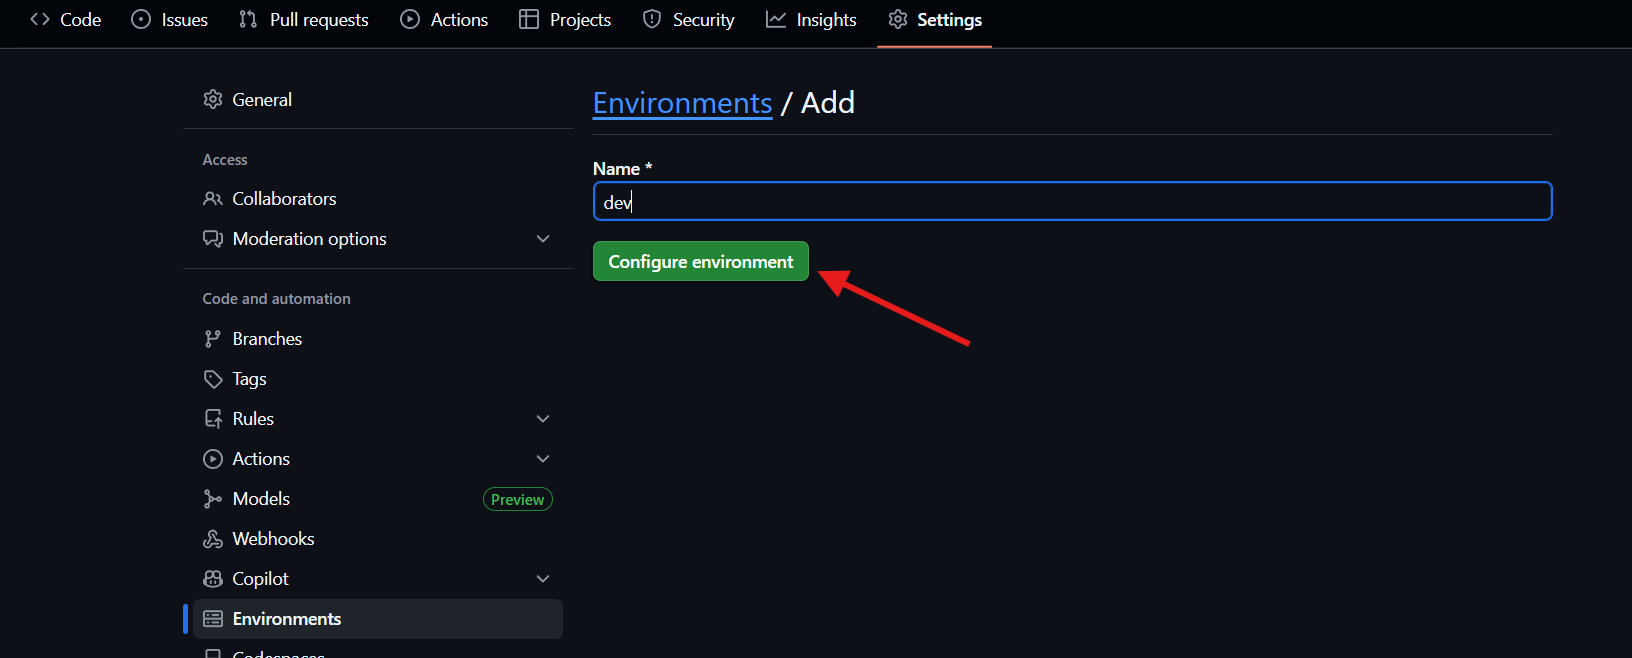 Code Issues Pull requests Actions Projects Security Insights Settings
General
Access
Collaborators
Moderation options
Code and automation
Branches
Tags
Rules
Actions
Models Preview
Webhooks
Copilot
Environments
Codespaces
Environments / Add
Name *
dev
Configure environment